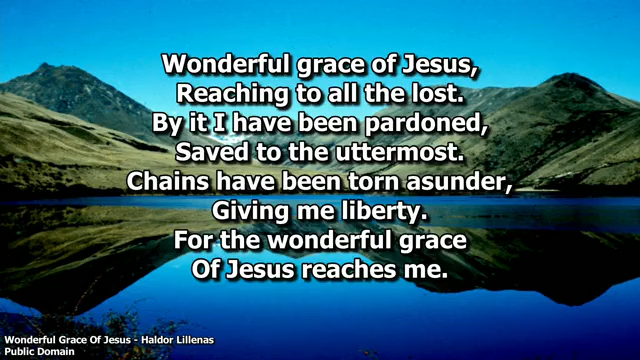 Wonderful grace of Jesus,
Reaching to all the lost.
By it I have been pardoned,
Saved to the uttermost.
Chains have been torn asunder,
Giving me liberty.
For the wonderful grace
Of Jesus reaches me.
Wonderful Grace Of Jesus - Haldor Lillenas
Public Domain